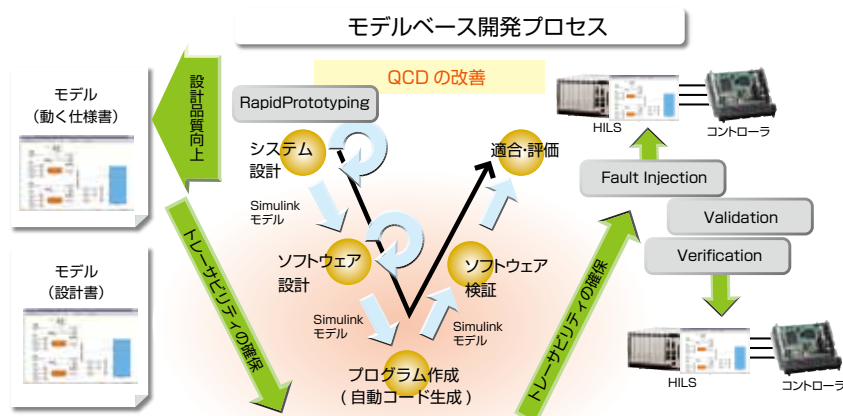 モデルベース開発プロセス
QCD の改善
モデル
(動く仕様書)
設計品質向上
RapidPrototyping
システム
設計
適合・評価
HILS
コントローラ
Fault Injection
Validation
Verification
Simulink
モデル
トレーサビリティの確保
ソフトウェア
設計
ソフトウェア
検証
モデル
(設計書)
Simulink
モデル
Simulink
モデル
トレーサビリティの確保
プログラム作成
( 自動コード生成 )
HILS
コントローラ